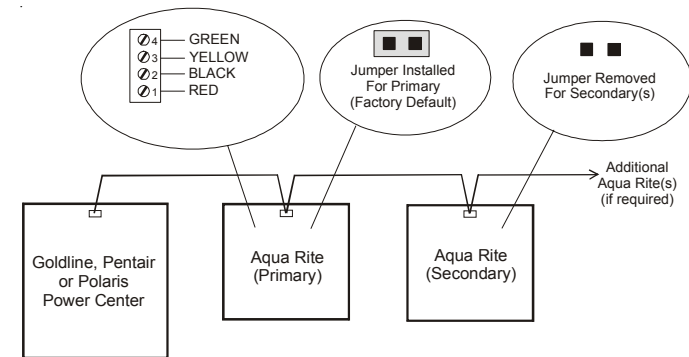 4 GREEN
3 YELLOW
2 BLACK
1 RED
Jumper Installed
For Primary
(Factory Default)
Jumper Removed
For Secondary(s)
Additional
Aqua Rite(s)
(if required)
Goldline, Pentair
or Polaris
Power Center
Aqua Rite
(Primary)
Aqua Rite
(Secondary)